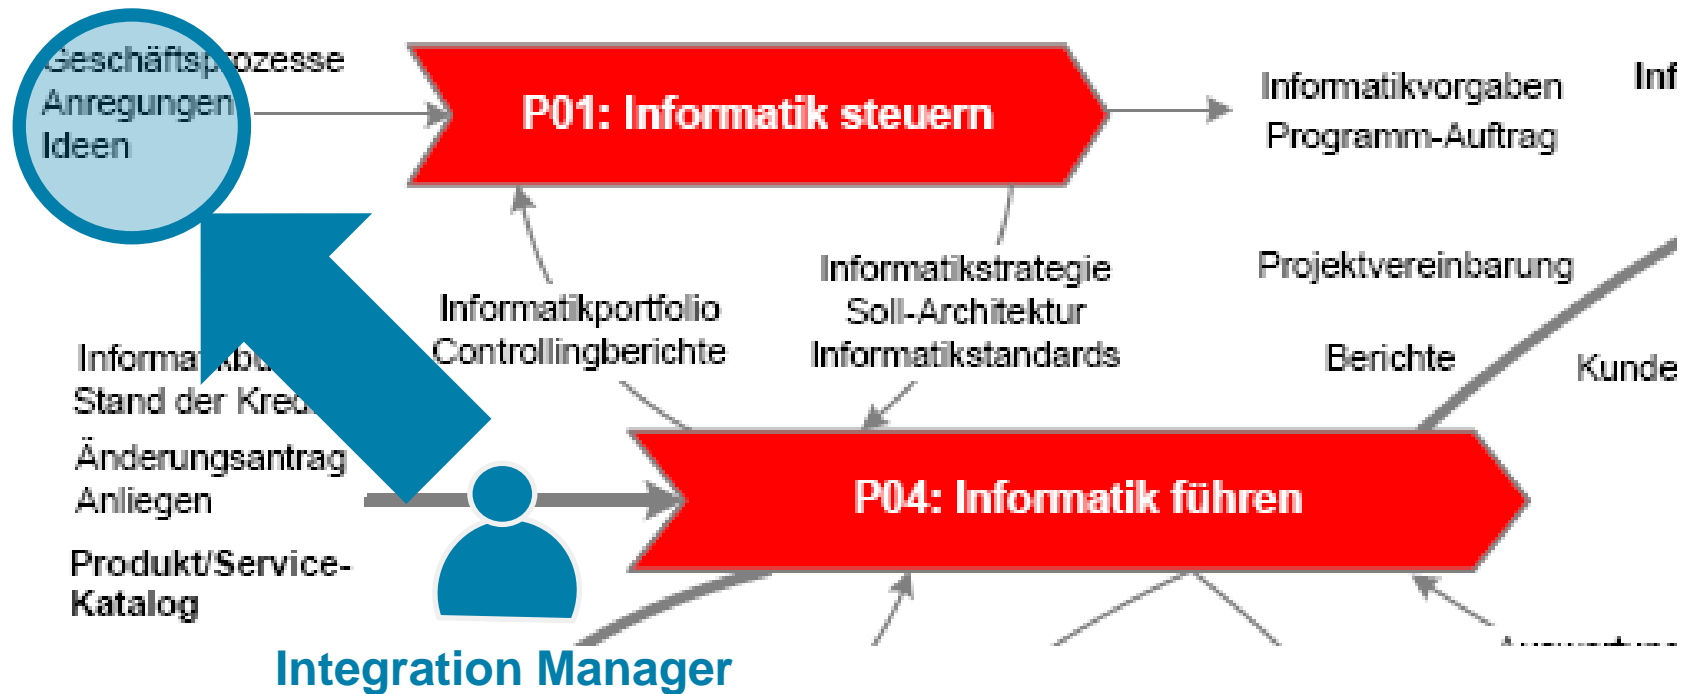 Geschäftsprozesse
Anregungen
Ideen
P01: Informatik steuern
Informatikvorgaben
Programm-Auftrag
Inf
Informatikportfolio
Controllingberichte
Informatikstrategie
Soll-Architektur
Informatikstandards
Projektvereinbarung
Berichte
Kunde
Stand der
Änderungsantrag
Anliegen
P04: Informatik führen
Produkt/Service-
Katalog
Integration Manager